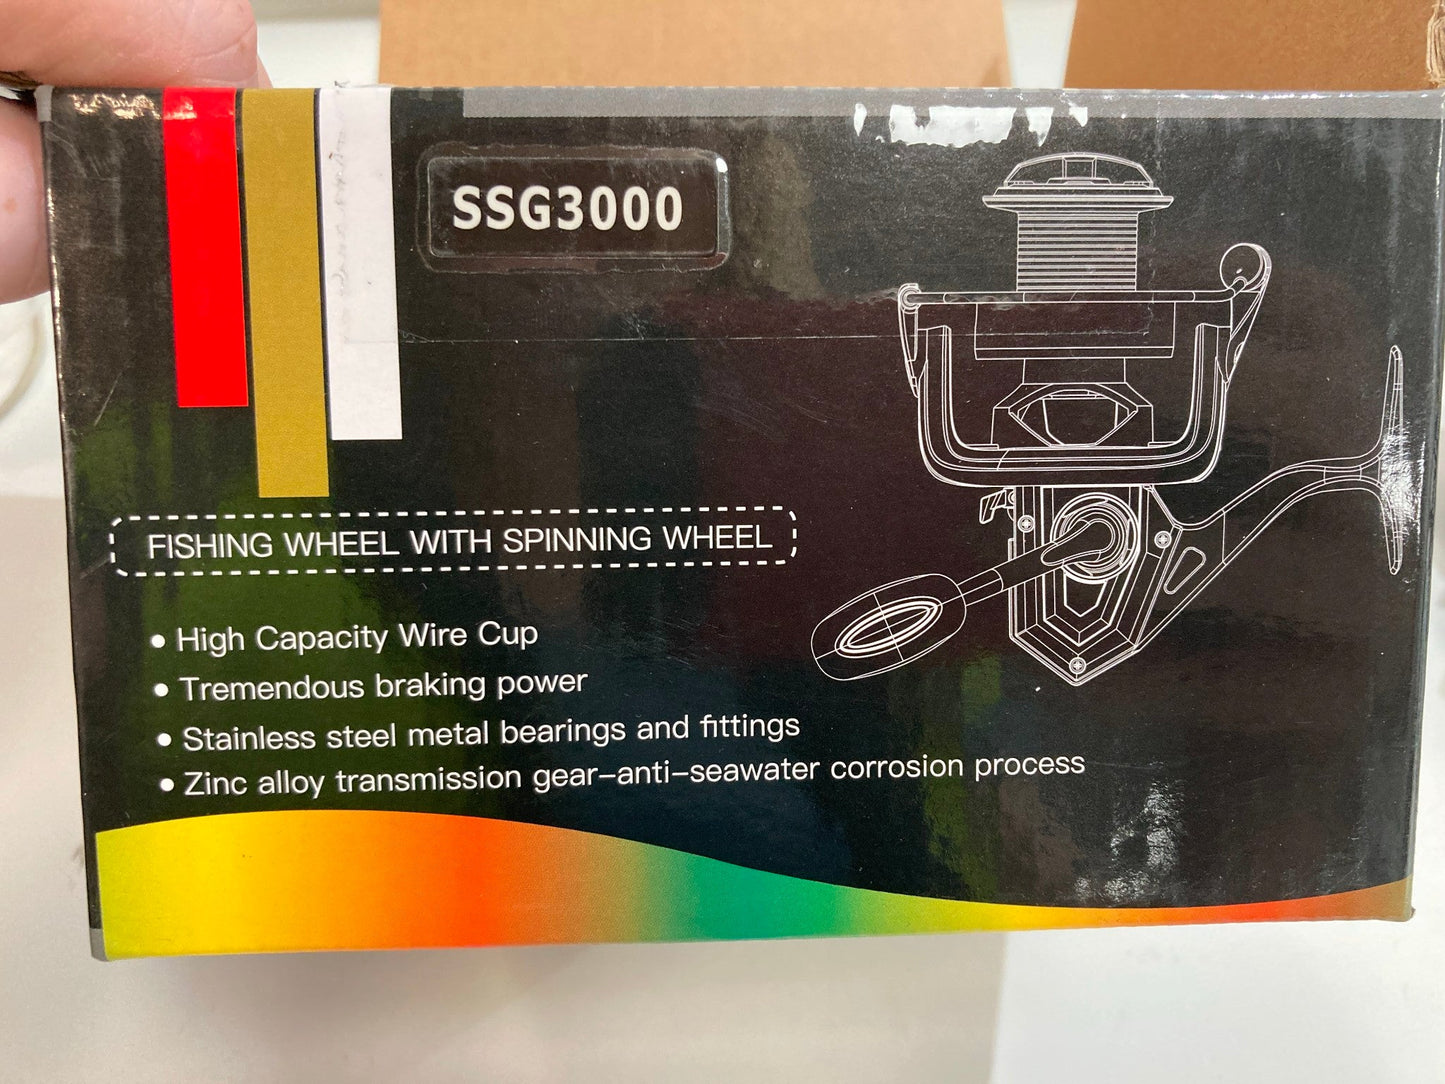 SSG3000
FISHING WHEEL WITH SPINNING WHEEL
• High Capacity Wire Cup
• Tremendous braking power
• Stainless steel metal bearings and fittings
• Zinc alloy transmission gear-anti-seawater corrosion process